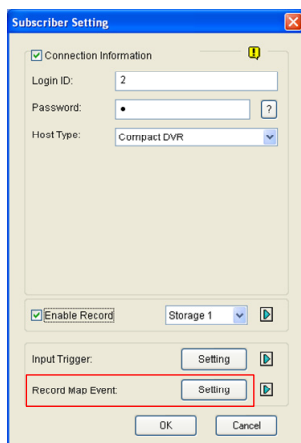 Subscriber Setting
Connection Information
Login ID: 2
Password: •
?
Host Type: Compact DVR
Enable Record Storage 1
Input Trigger: Setting
Record Map Event: Setting
OK Cancel